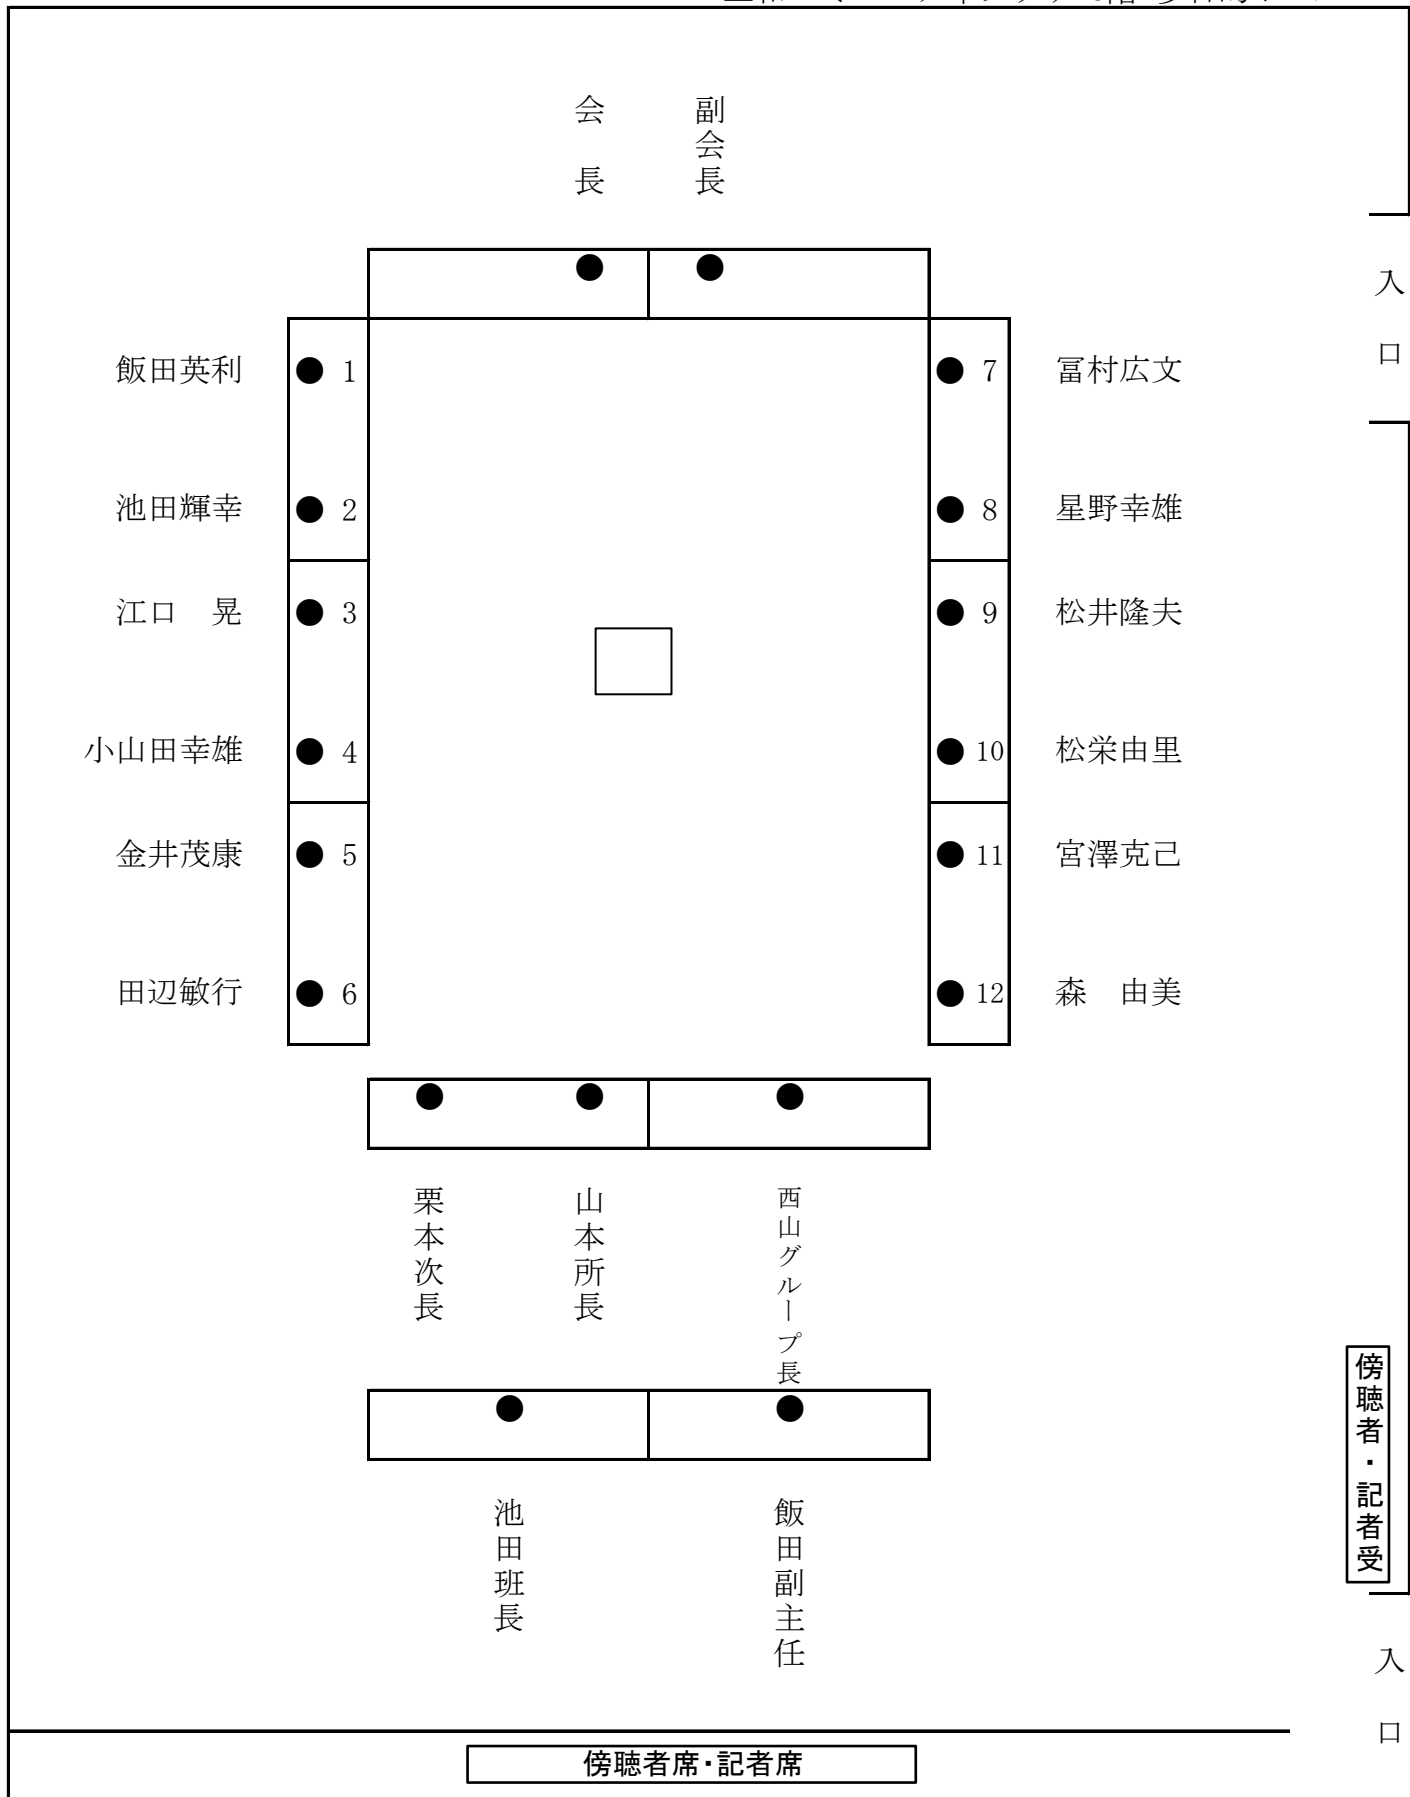 会長
副会長
入口
飯田英利
1
7
冨村広文
池田輝幸
2
8
星野幸雄
江口　晃
3
9
松井隆夫
小山田幸雄
4
10
松栄由里
金井茂康
5
11
宮澤克己
田辺敏行
6
12
森　由美
栗本次長
山本所長
西山グループ長
池田班長
飯田副主任
傍聴者・記者受
入口
傍聴者席・記者席